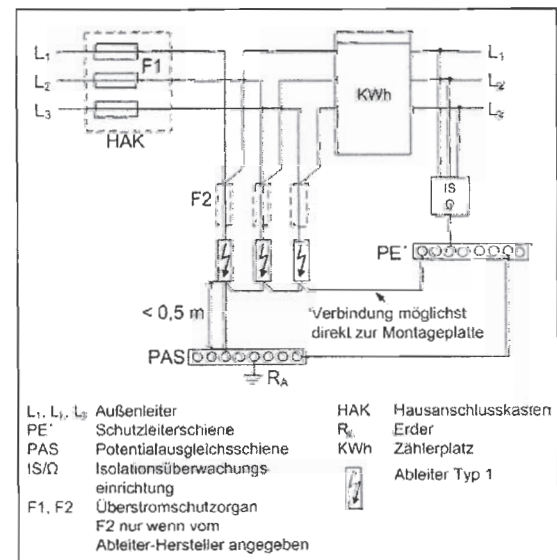 L₁ F1 L₁
L₂ KWh L₂
L₃ L₃
HAK
F2
IS
Ω
PE*
< 0,5 m
*Verbindung möglichst
direkt zur Montageplatte
PAS
R_A
L₁, L₂, L₃ Außenleiter
PE* Schutzleiterschiene
PAS Potentialausgleichsschiene
IS/Ω Isolationsüberwachungs
einrichtung
F1, F2 Überstromschutzorgan
F2 nur wenn vom
Ableiter-Hersteller angegeben
HAK Hausanschlusskasten
R_A Erder
KWh Zählerplatz
Ableiter Typ 1